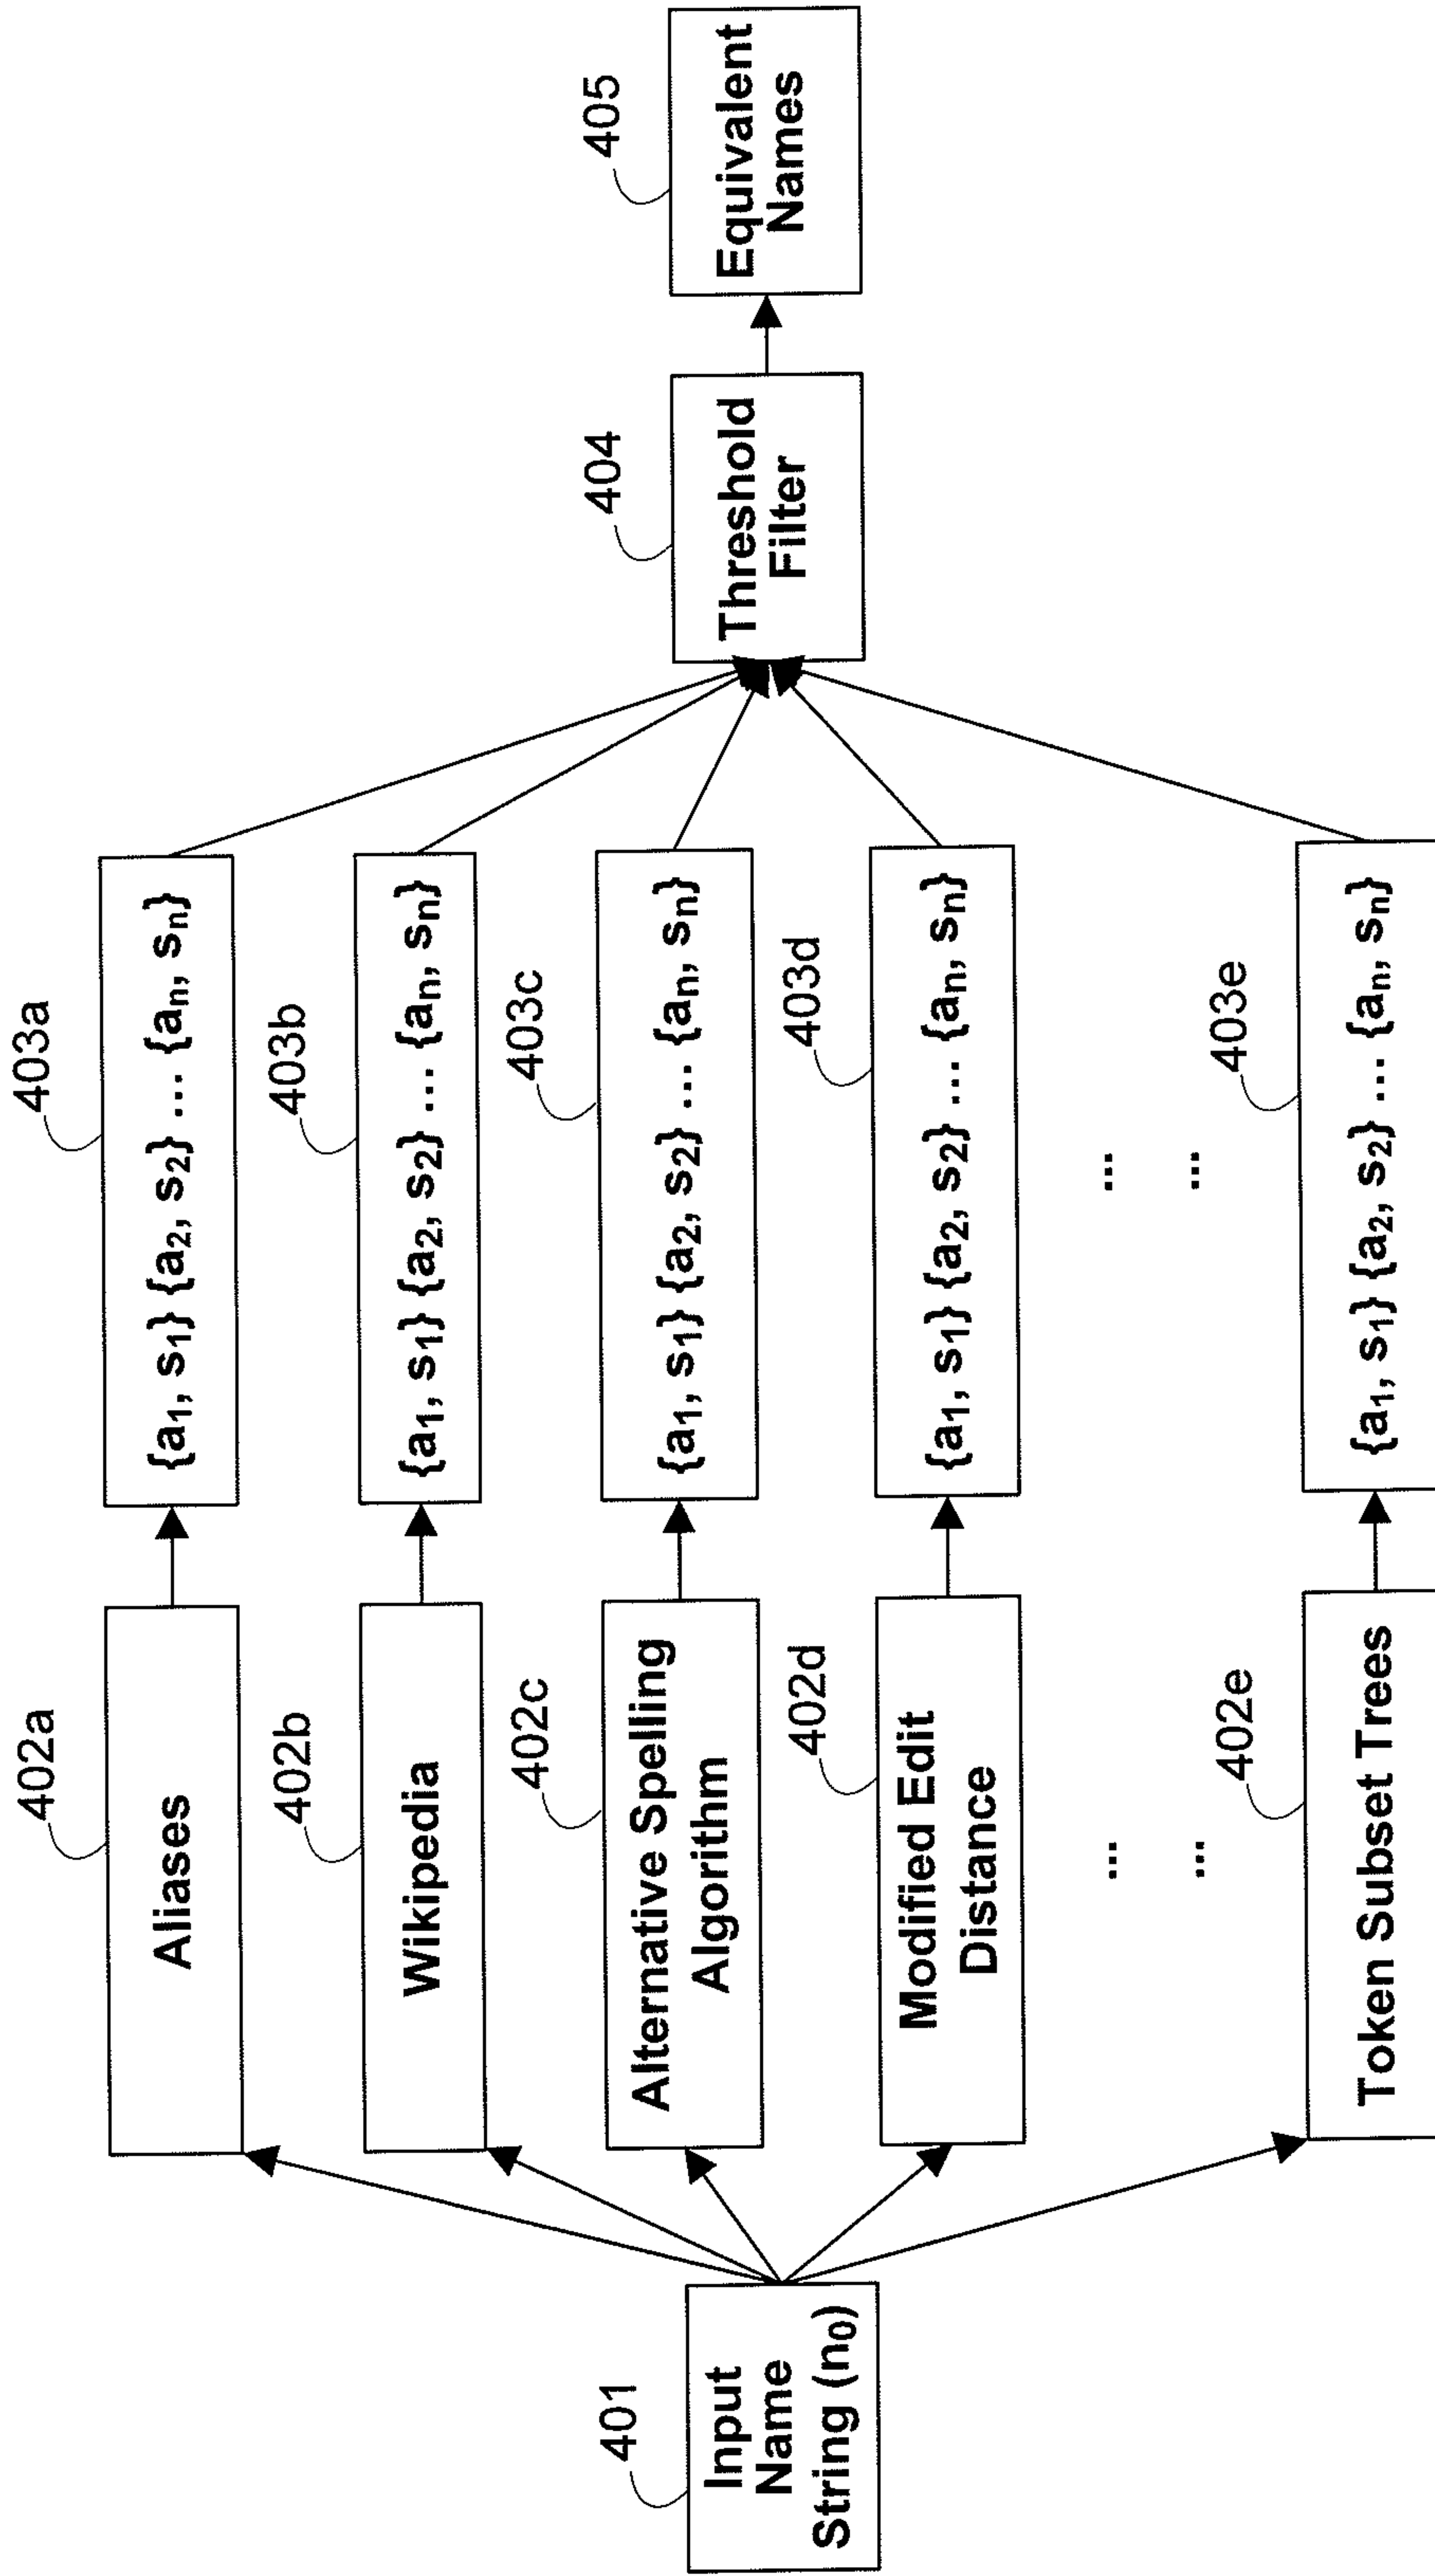 401
Input
Name
String (n₀)
402a
Aliases
402b
Wikipedia
402c
Alternative Spelling
Algorithm
402d
Modified Edit
Distance
...
...
402e
Token Subset Trees
403a
{a₁, s₁} {a₂, s₂} ... {aₙ, sₙ}
403b
{a₁, s₁} {a₂, s₂} ... {aₙ, sₙ}
403c
{a₁, s₁} {a₂, s₂} ... {aₙ, sₙ}
403d
{a₁, s₁} {a₂, s₂} ... {aₙ, sₙ}
...
...
403e
{a₁, s₁} {a₂, s₂} ... {aₙ, sₙ}
404
Threshold
Filter
405
Equivalent
Names